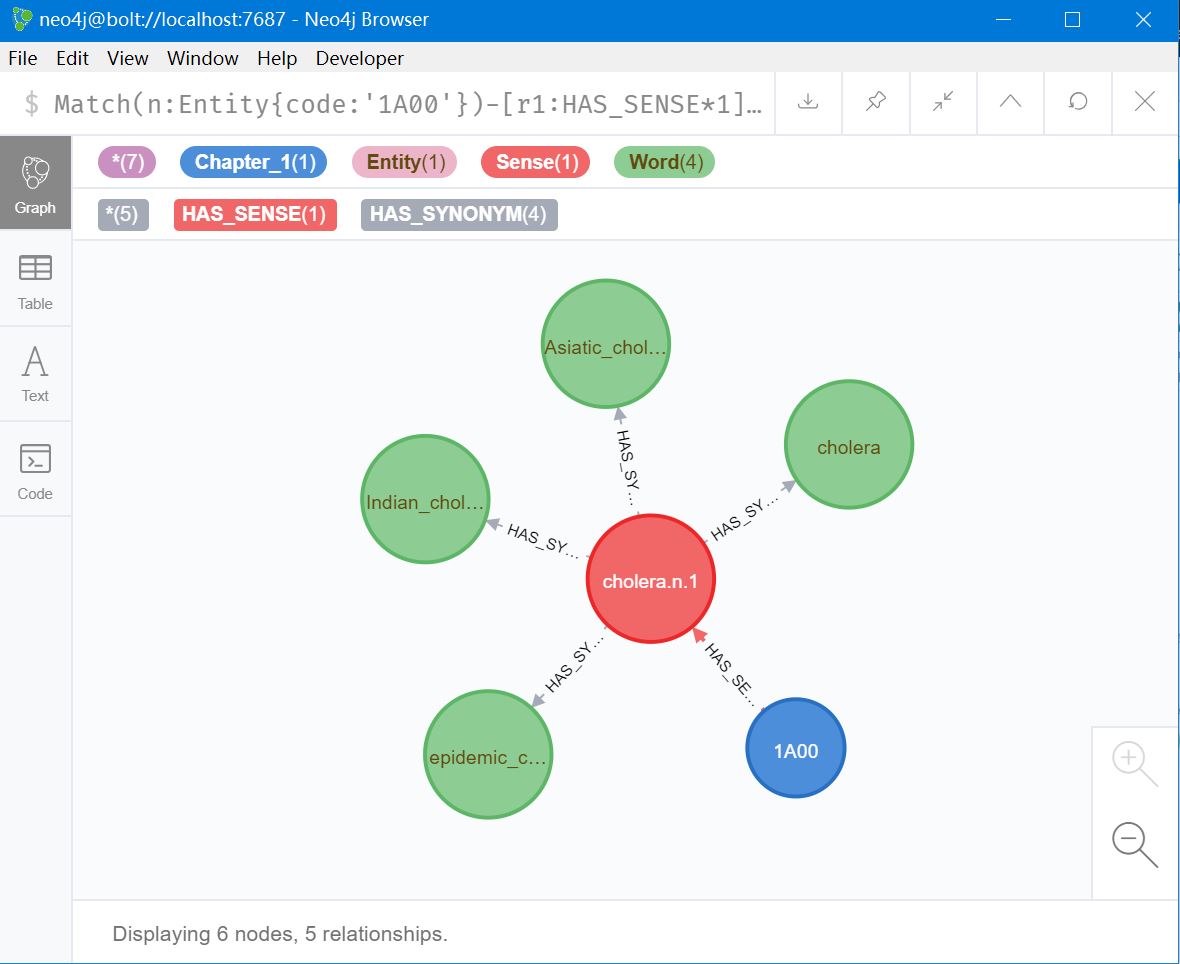 neo4j@bolt://localhost:7687 - Neo4j Browser
File Edit View Window Help Developer
$ Match(n:Entity{code:'1A00'})-[r1:HAS_SENSE*1]…
*(7) Chapter_1(1) Entity(1) Sense(1) Word(4)
*(5) HAS_SENSE(1) HAS_SYNONYM(4)
Graph
Table
Text
Code
Asiatic_chol…
cholera
Indian_chol…
HAS_SY…
HAS_SY…
HAS_SY…
cholera.n.1
HAS_SY…
HAS_SE…
epidemic_c…
1A00
Displaying 6 nodes, 5 relationships.